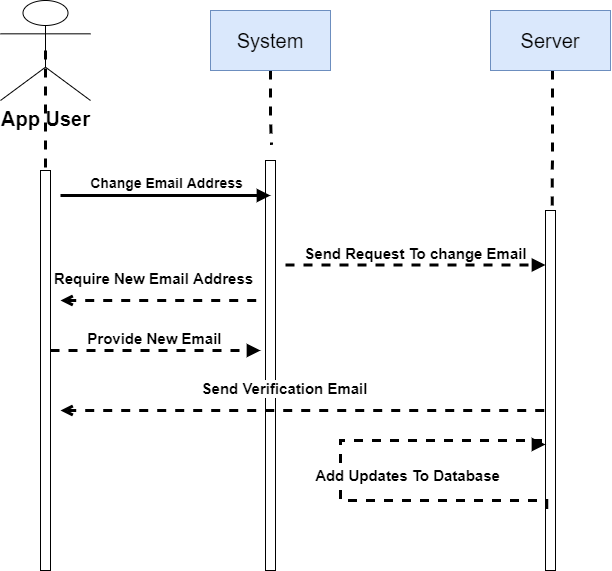 System
Server
App User
Change Email Address
Send Request To change Email
Require New Email Address
Provide New Email
Send Verification Email
Add Updates To Database